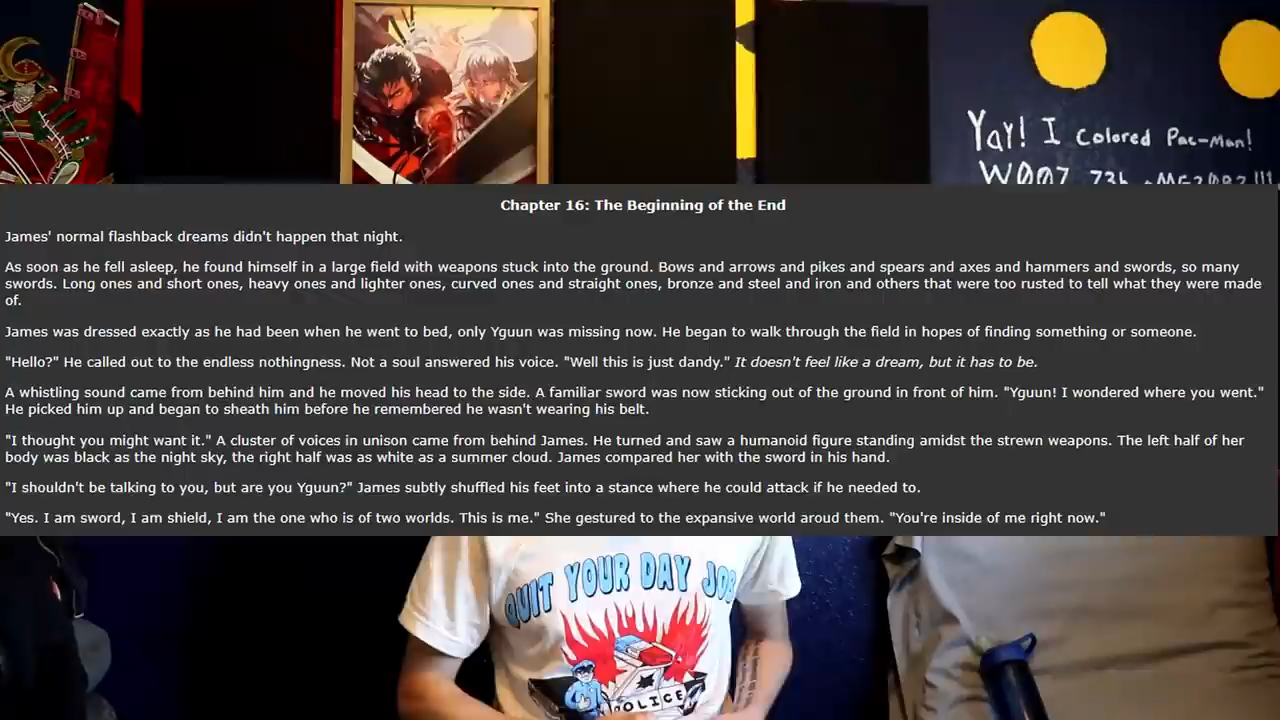 Yay! I Colored Pac-Man!
Chapter 16: The Beginning of the End
James' normal flashback dreams didn't happen that night.
As soon as he fell asleep, he found himself in a large field with weapons stuck into the ground. Bows and arrows and pikes and spears and axes and hammers and swords, so many
swords. Long ones and short ones, heavy ones and lighter ones, curved ones and straight ones, bronze and steel and iron and others that were too rusted to tell what they were made
of.
James was dressed exactly as he had been when he went to bed, only Yguun was missing now. He began to walk through the field in hopes of finding something or someone.
"Hello?" He called out to the endless nothingness. Not a soul answered his voice. "Well this is just dandy." It doesn't feel like a dream, but it has to be.
A whistling sound came from behind him and he moved his head to the side. A familiar sword was now sticking out of the ground in front of him. "Yguun! I wondered where you went."
He picked him up and began to sheath him before he remembered he wasn't wearing his belt.
"I thought you might want it." A cluster of voices in unison came from behind James. He turned and saw a humanoid figure standing amidst the strewn weapons. The left half of her
body was black as the night sky, the right half was as white as a summer cloud. James compared her with the sword in his hand.
"I shouldn't be talking to you, but are you Yguun?" James subtly shuffled his feet into a stance where he could attack if he needed to.
"Yes. I am sword, I am shield, I am the one who is of two worlds. This is me." She gestured to the expansive world aroud them. "You're inside of me right now."
QUIT YOUR DAY JOB
POLICE